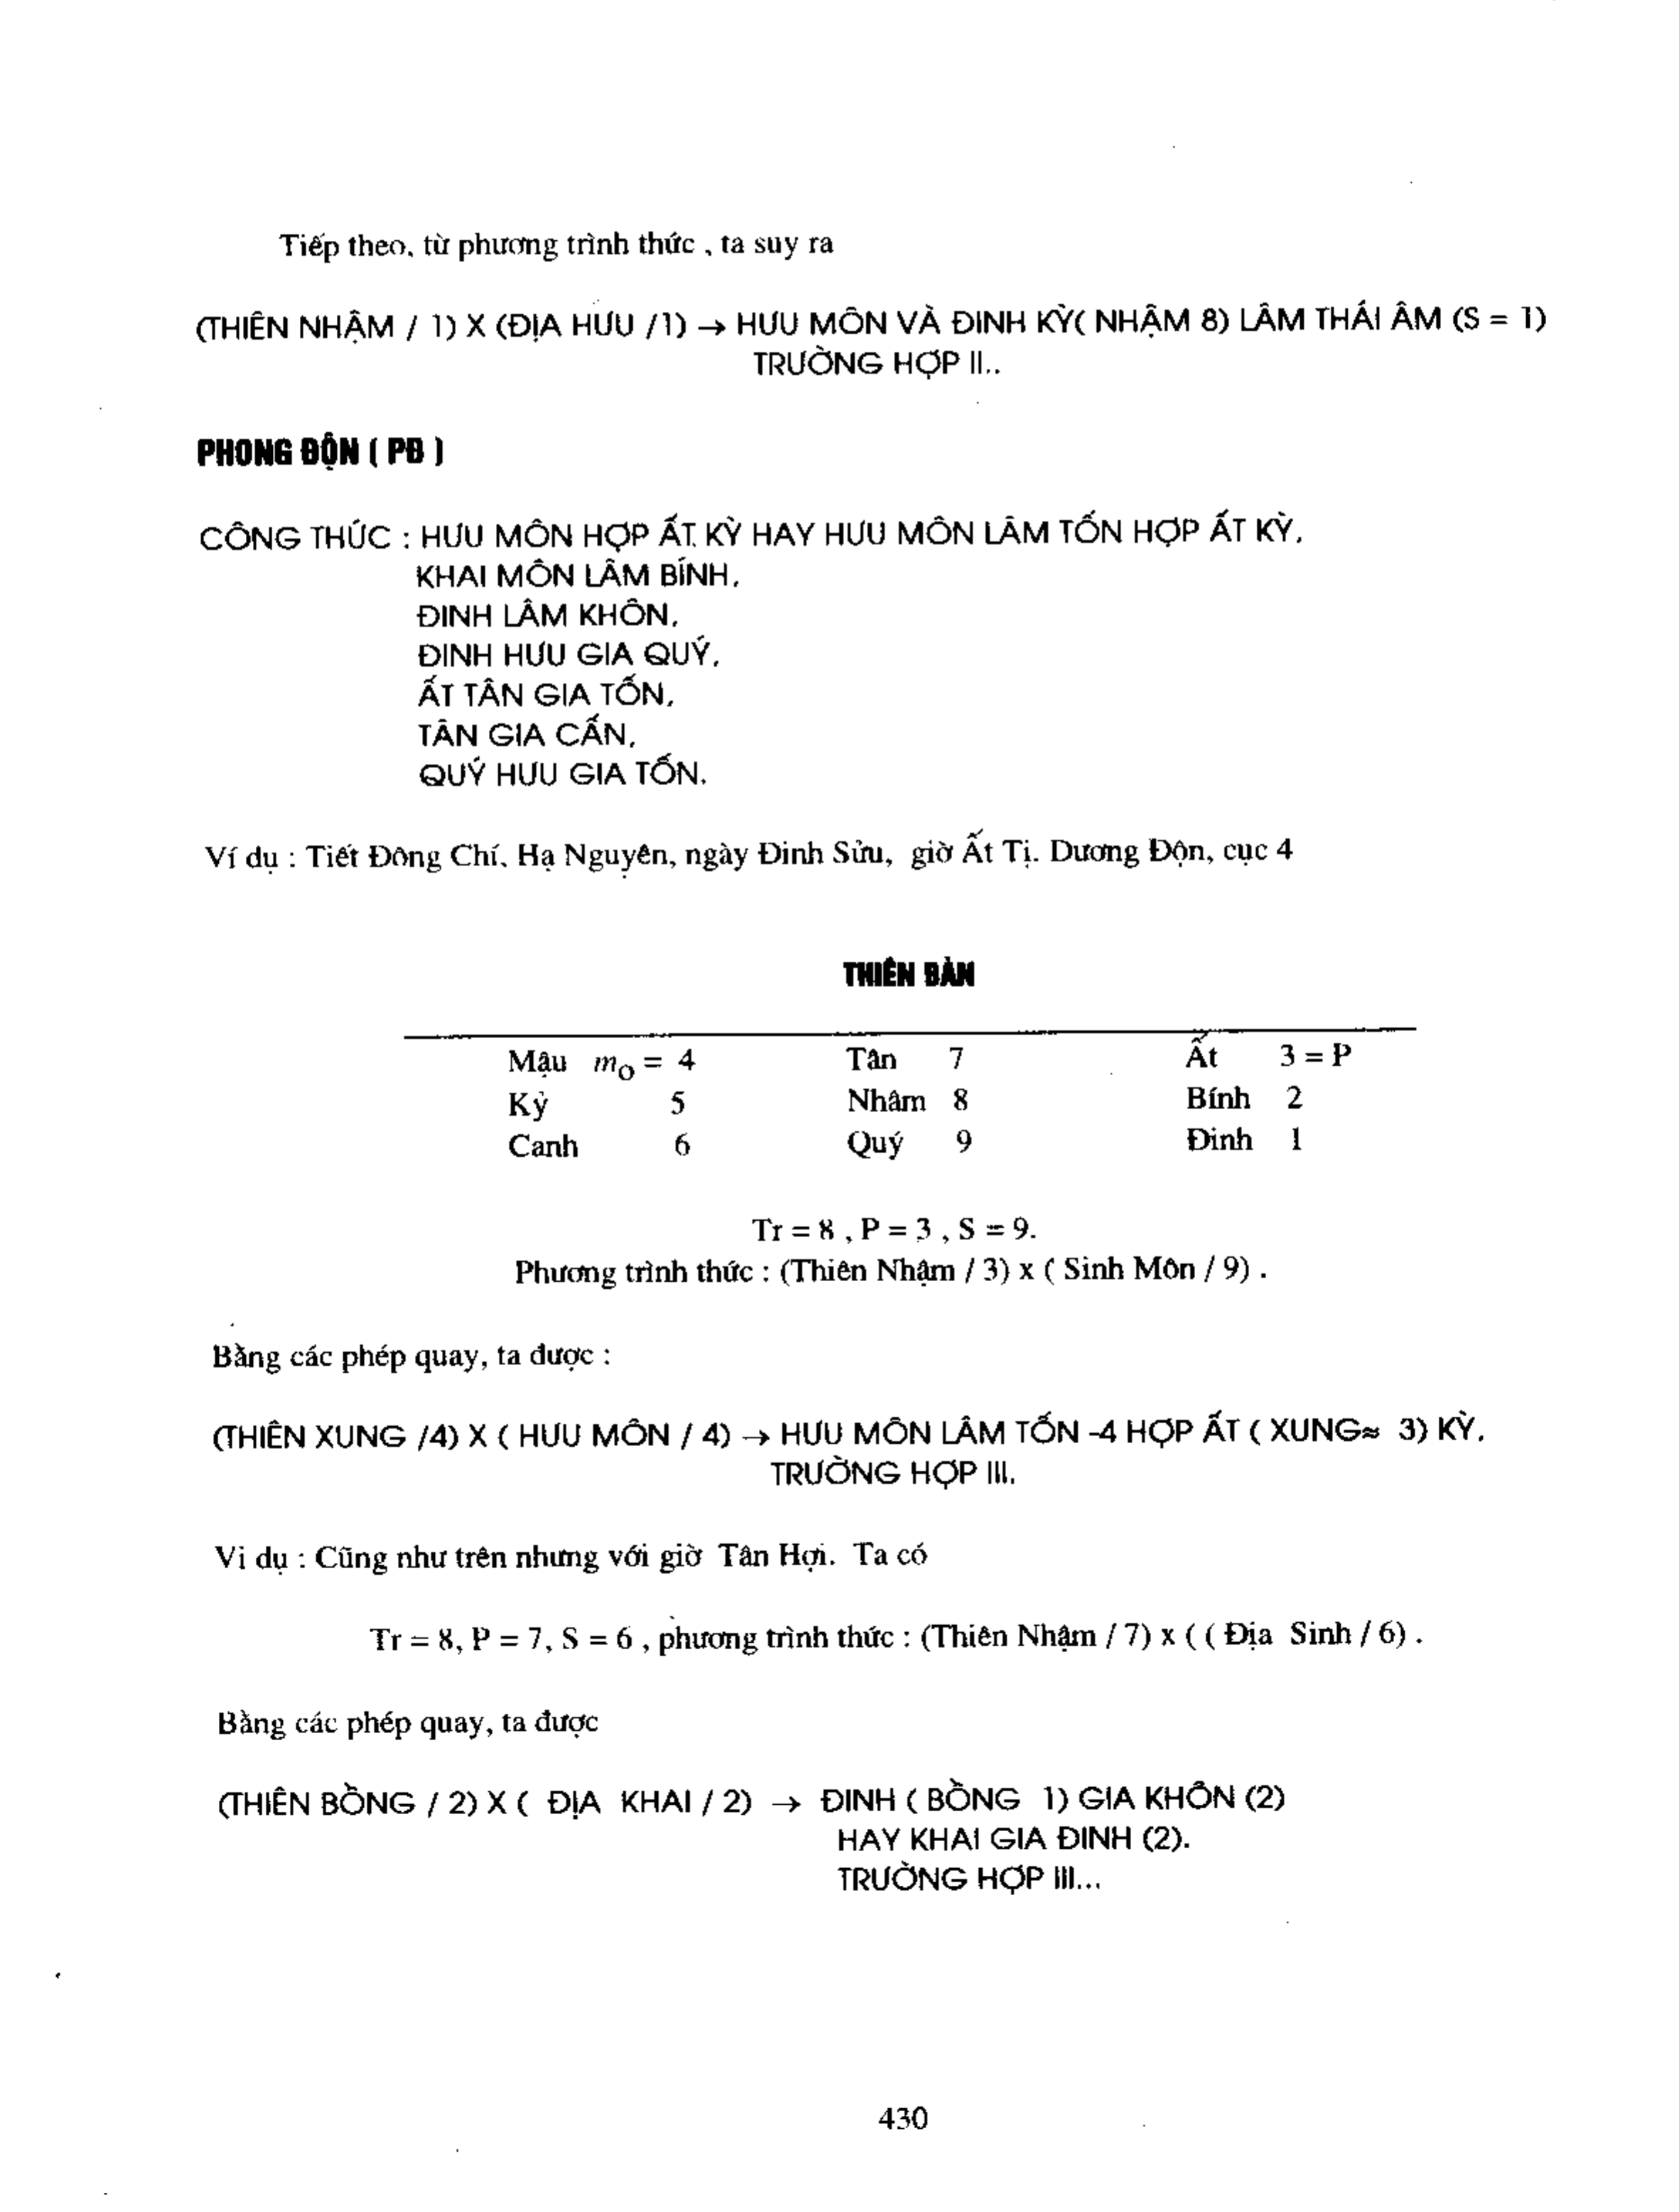 Tiếp theo, từ phương trình thức , ta suy ra
(THIÊN NHẬM / 1) X (ĐỊA HƯU /1) → HƯU MÔN VÀ ĐINH KỲ( NHẬM 8) LÂM THÁI ÂM (S = 1)
TRƯỜNG HỢP II..
PHONG ĐỘN ( PĐ )
CÔNG THỨC : HƯU MÔN HỢP ẤT KỲ HAY HƯU MÔN LÂM TỐN HỢP ẤT KỲ,
KHAI MÔN LÂM BÍNH,
ĐINH LÂM KHÔN,
ĐINH HƯU GIA QUÝ,
ẤT TÂN GIA TỐN,
TÂN GIA CẤN,
QUÝ HƯU GIA TỐN.
Ví dụ : Tiết Đông Chí, Hạ Nguyên, ngày Đinh Sửu, giờ Ất Tị. Dương Độn, cục 4
THIÊN BÀN
Mậu m₀ = 4 Tân 7 Ất 3 = P
Kỷ 5 Nhâm 8 Bính 2
Canh 6 Quý 9 Đinh 1
Tr = 8 , P = 3 , S = 9.
Phương trình thức : (Thiên Nhậm / 3) x ( Sinh Môn / 9) .
Bằng các phép quay, ta được :
(THIÊN XUNG /4) X ( HƯU MÔN / 4) → HƯU MÔN LÂM TỐN -4 HỢP ẤT ( XUNG≈ 3) KỲ.
TRƯỜNG HỢP III.
Vi dụ : Cũng như trên nhưng với giờ Tân Hợi. Ta có
Tr = 8, P = 7, S = 6 , phương trình thức : (Thiên Nhậm / 7) x ( ( Địa Sinh / 6) .
Bằng các phép quay, ta được
(THIÊN BỒNG / 2) X ( ĐỊA KHAI / 2) → ĐINH ( BỒNG 1) GIA KHÔN (2)
HAY KHAI GIA ĐINH (2).
TRƯỜNG HỢP III...
430